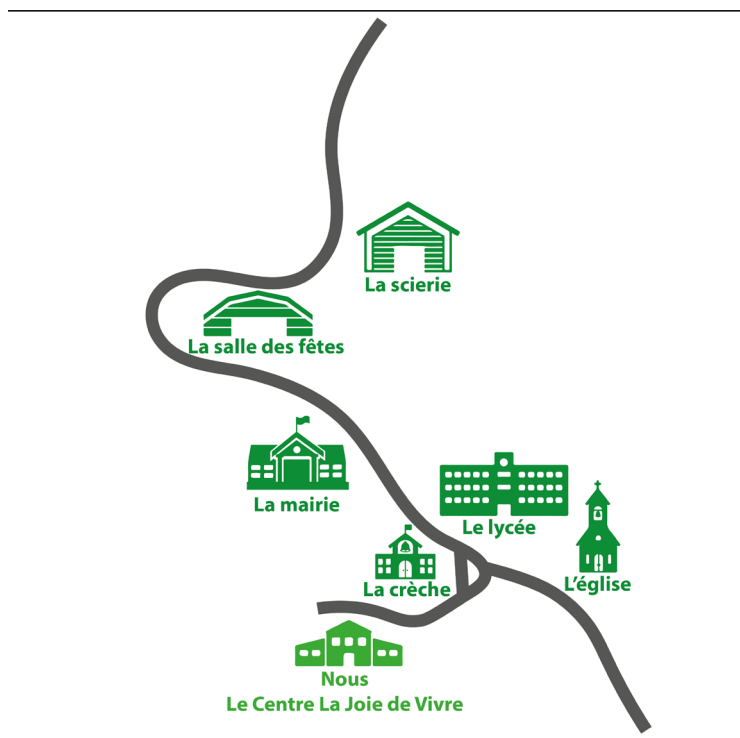 La scierie
La salle des fêtes
La mairie
Le lycée
La crèche
L'église
Nous
Le Centre La Joie de Vivre